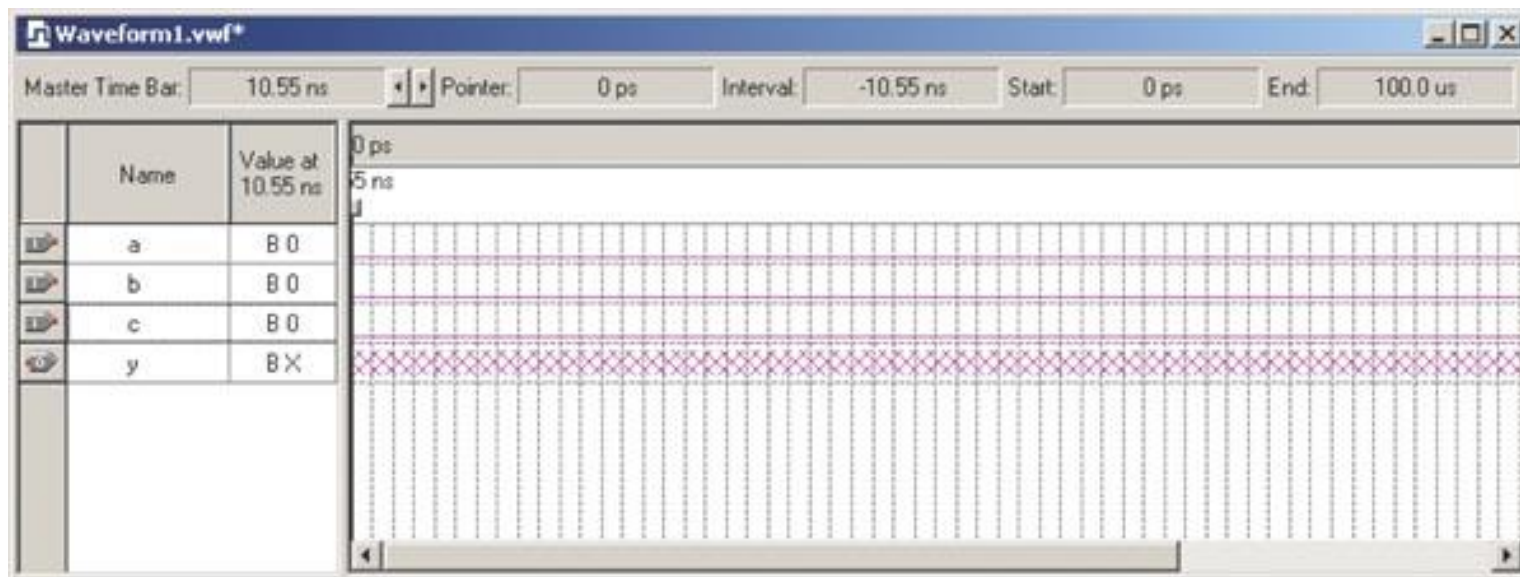 Waveform1.vwf*
Master Time Bar: 10.55 ns Pointer: 0 ps Interval: -10.55 ns Start: 0 ps End: 100.0 us
Name
Value at
10.55 ns
0 ps
5 ns
a B 0
b B 0
c B 0
y B X